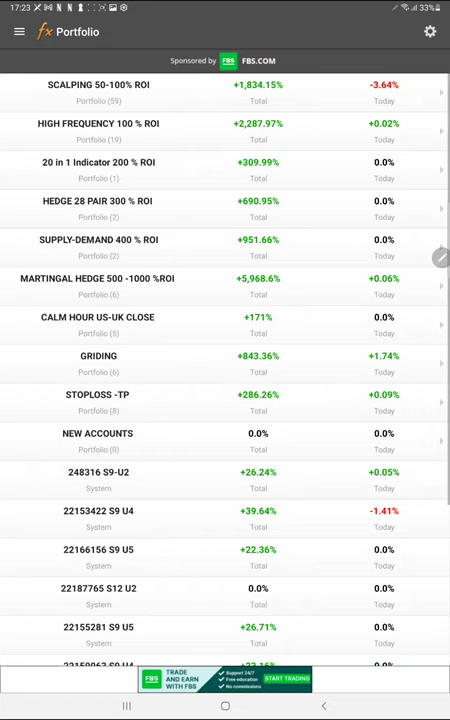 17:23
33%
fx Portfolio
Sponsored by FBS FBS.COM
SCALPING 50-100% ROI +1,834.15% -3.64%
Portfolio (59) Total Today
HIGH FREQUENCY 100 % ROI +2,287.97% +0.02%
Portfolio (19) Total Today
20 in 1 Indicator 200 % ROI +309.99% 0.0%
Portfolio (1) Total Today
HEDGE 28 PAIR 300 % ROI +690.95% 0.0%
Portfolio (2) Total Today
SUPPLY-DEMAND 400 % ROI +951.66% 0.0%
Portfolio (2) Total Today
MARTINGAL HEDGE 500 -1000 %ROI +5,968.6% +0.06%
Portfolio (6) Total Today
CALM HOUR US-UK CLOSE +171% 0.0%
Portfolio (5) Total Today
GRIDING +843.36% +1.74%
Portfolio (6) Total Today
STOPLOSS -TP +286.26% +0.09%
Portfolio (8) Total Today
NEW ACCOUNTS 0.0% 0.0%
Portfolio (0) Total Today
248316 S9-U2 +26.24% +0.05%
System Total Today
22153422 S9 U4 +39.64% -1.41%
System Total Today
22166156 S9 U5 +22.36% 0.0%
System Total Today
22187765 S12 U2 0.0% 0.0%
System Total Today
22155281 S9 U5 +26.71% 0.0%
System Total Today
0.0%
FBS TRADE AND EARN WITH FBS
Support 24/7
Free education
No commissions
START TRADING